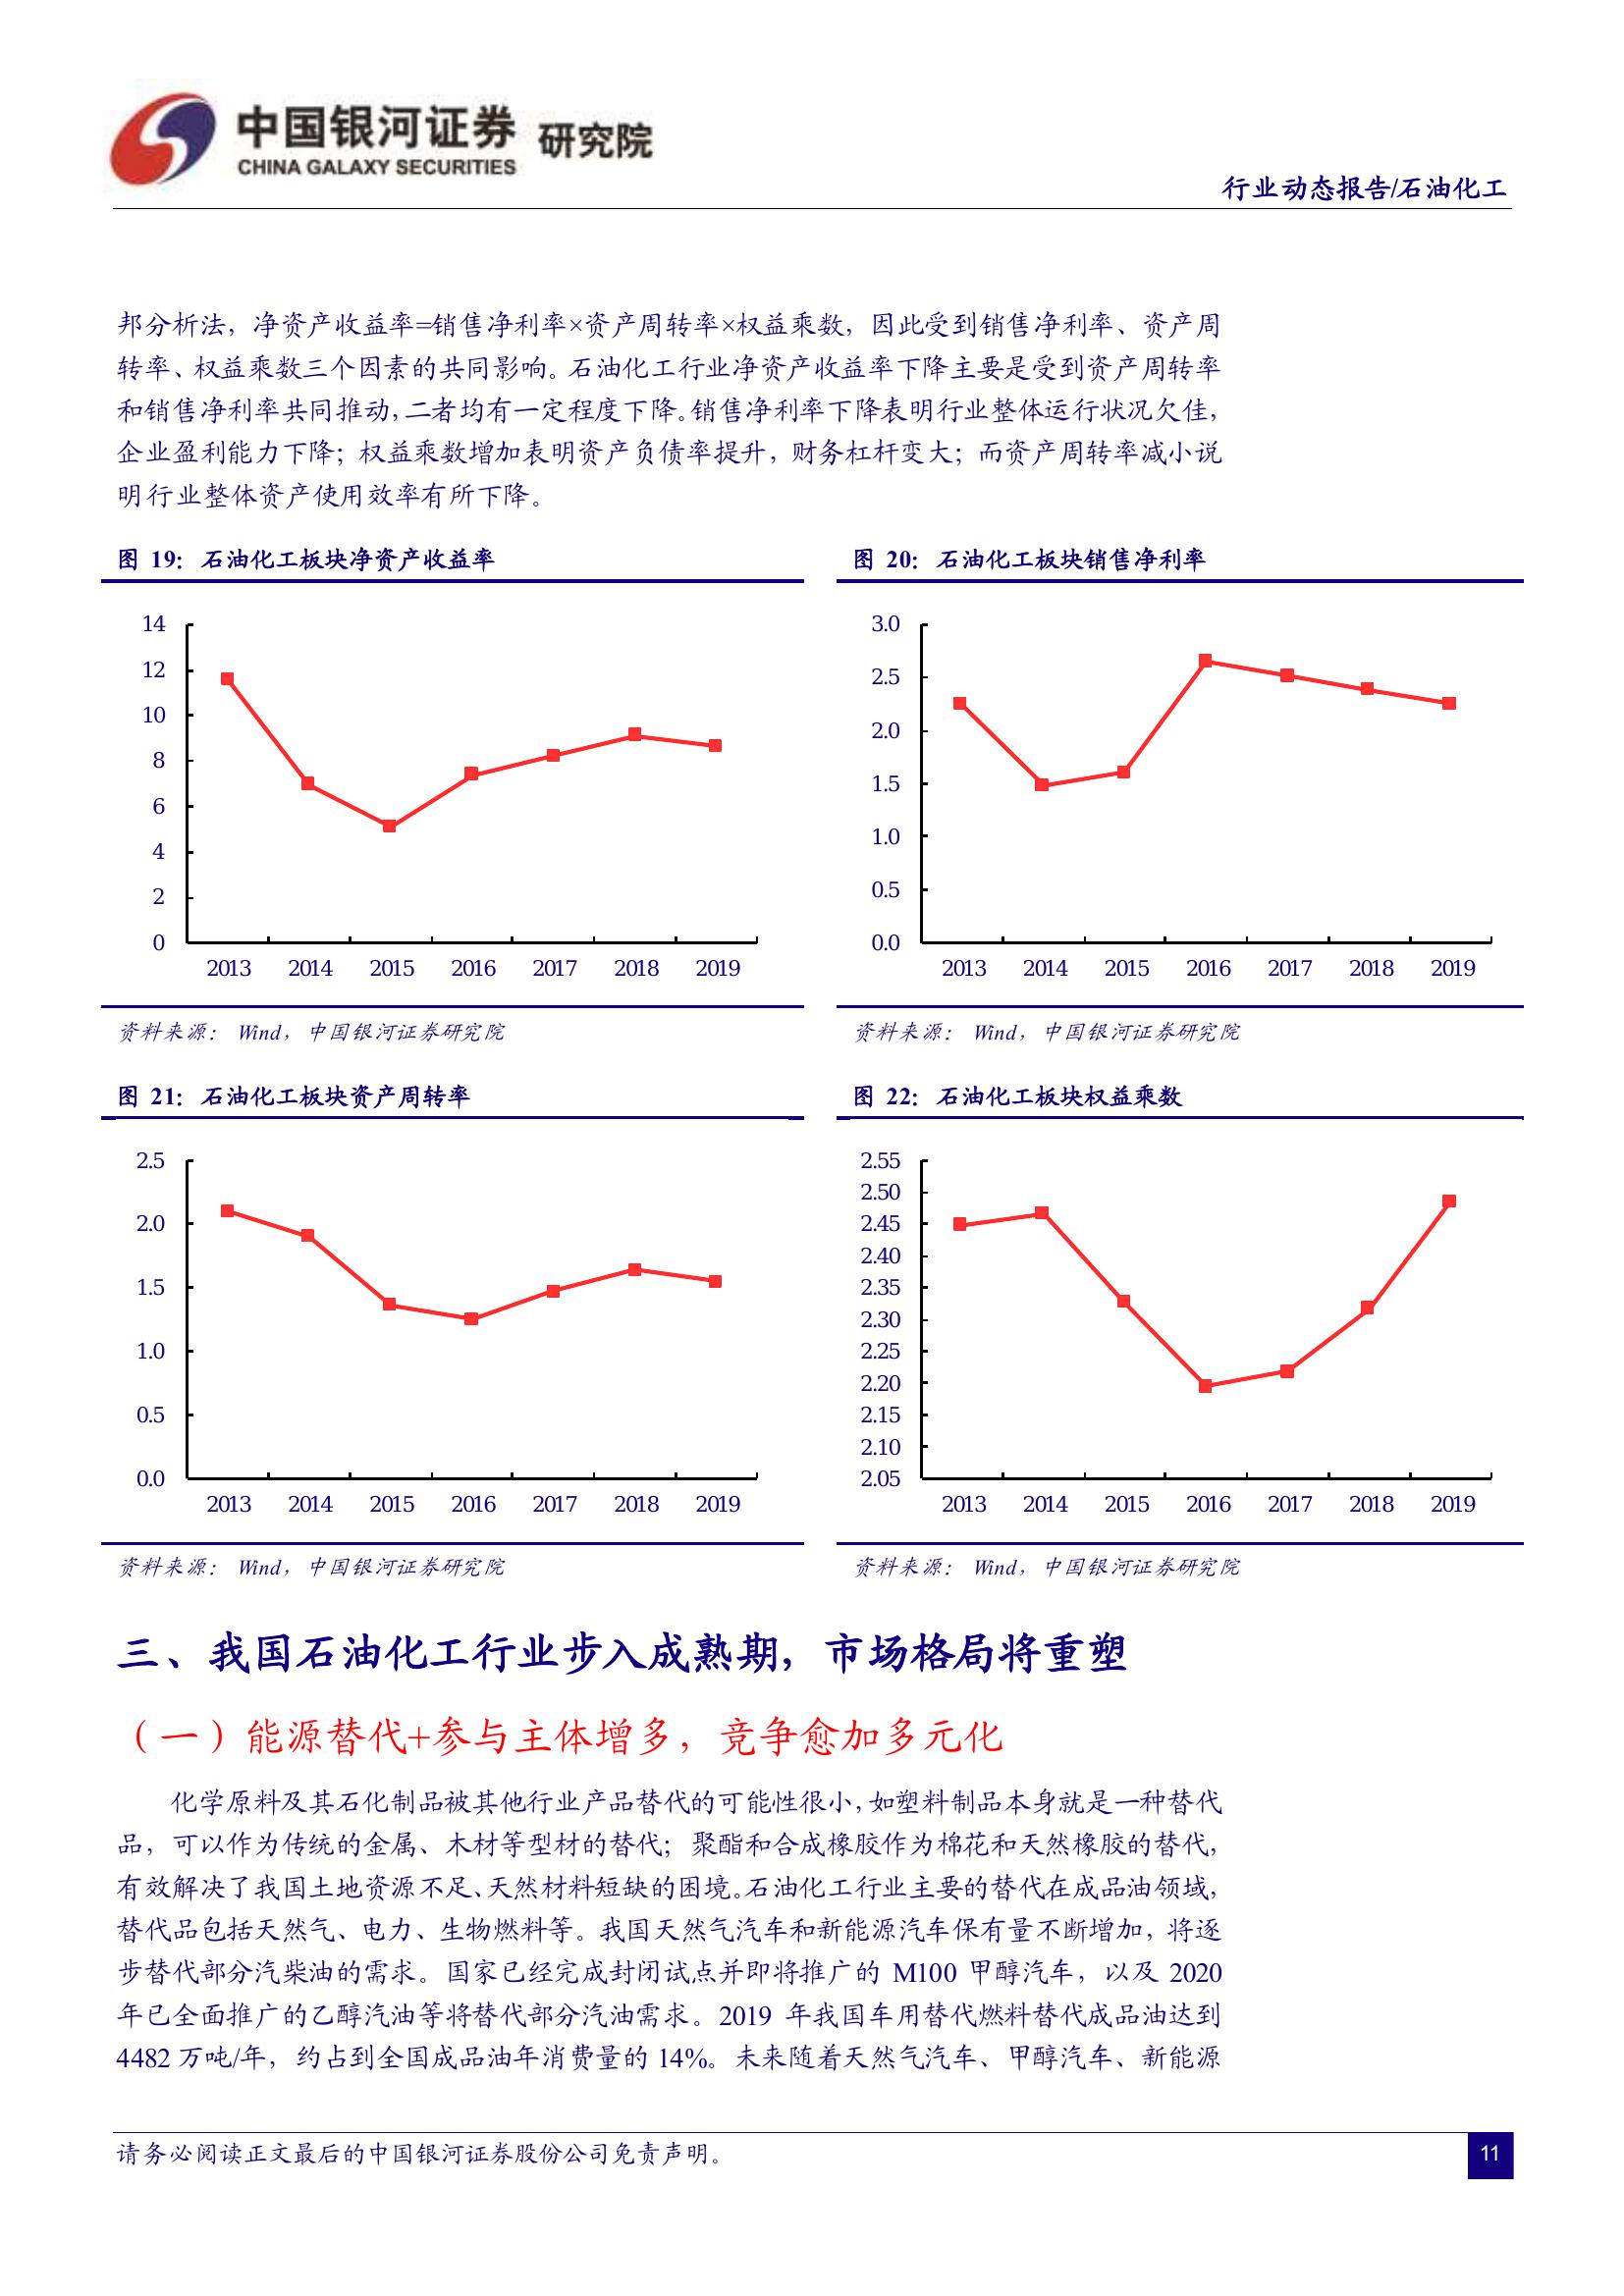 中国银河证券 研究院
CHINA GALAXY SECURITIES
行业动态报告/石油化工
邦分析法，净资产收益率=销售净利率×资产周转率×权益乘数，因此受到销售净利率、资产周
转率、权益乘数三个因素的共同影响。石油化工行业净资产收益率下降主要是受到资产周转率
和销售净利率共同推动，二者均有一定程度下降。销售净利率下降表明行业整体运行状况欠佳，
企业盈利能力下降；权益乘数增加表明资产负债率提升，财务杠杆变大；而资产周转率减小说
明行业整体资产使用效率有所下降。
图 19：石油化工板块净资产收益率
14
12
10
8
6
4
2
0
2013 2014 2015 2016 2017 2018 2019
资料来源： Wind，中国银河证券研究院
图 20：石油化工板块销售净利率
3.0
2.5
2.0
1.5
1.0
0.5
0.0
2013 2014 2015 2016 2017 2018 2019
资料来源： Wind，中国银河证券研究院
图 21：石油化工板块资产周转率
2.5
2.0
1.5
1.0
0.5
0.0
2013 2014 2015 2016 2017 2018 2019
资料来源： Wind，中国银河证券研究院
图 22：石油化工板块权益乘数
2.55
2.50
2.45
2.40
2.35
2.30
2.25
2.20
2.15
2.10
2.05
2013 2014 2015 2016 2017 2018 2019
资料来源： Wind，中国银河证券研究院
三、我国石油化工行业步入成熟期，市场格局将重塑
（一）能源替代+参与主体增多，竞争愈加多元化
化学原料及其石化制品被其他行业产品替代的可能性很小，如塑料制品本身就是一种替代
品，可以作为传统的金属、木材等型材的替代；聚酯和合成橡胶作为棉花和天然橡胶的替代，
有效解决了我国土地资源不足、天然材料短缺的困境。石油化工行业主要的替代在成品油领域，
替代品包括天然气、电力、生物燃料等。我国天然气汽车和新能源汽车保有量不断增加，将逐
步替代部分汽柴油的需求。国家已经完成封闭试点并即将推广的 M100 甲醇汽车，以及 2020
年已全面推广的乙醇汽油等将替代部分汽油需求。2019 年我国车用替代燃料替代成品油达到
4482 万吨/年，约占到全国成品油年消费量的 14%。未来随着天然气汽车、甲醇汽车、新能源
请务必阅读正文最后的中国银河证券股份公司免责声明。
11